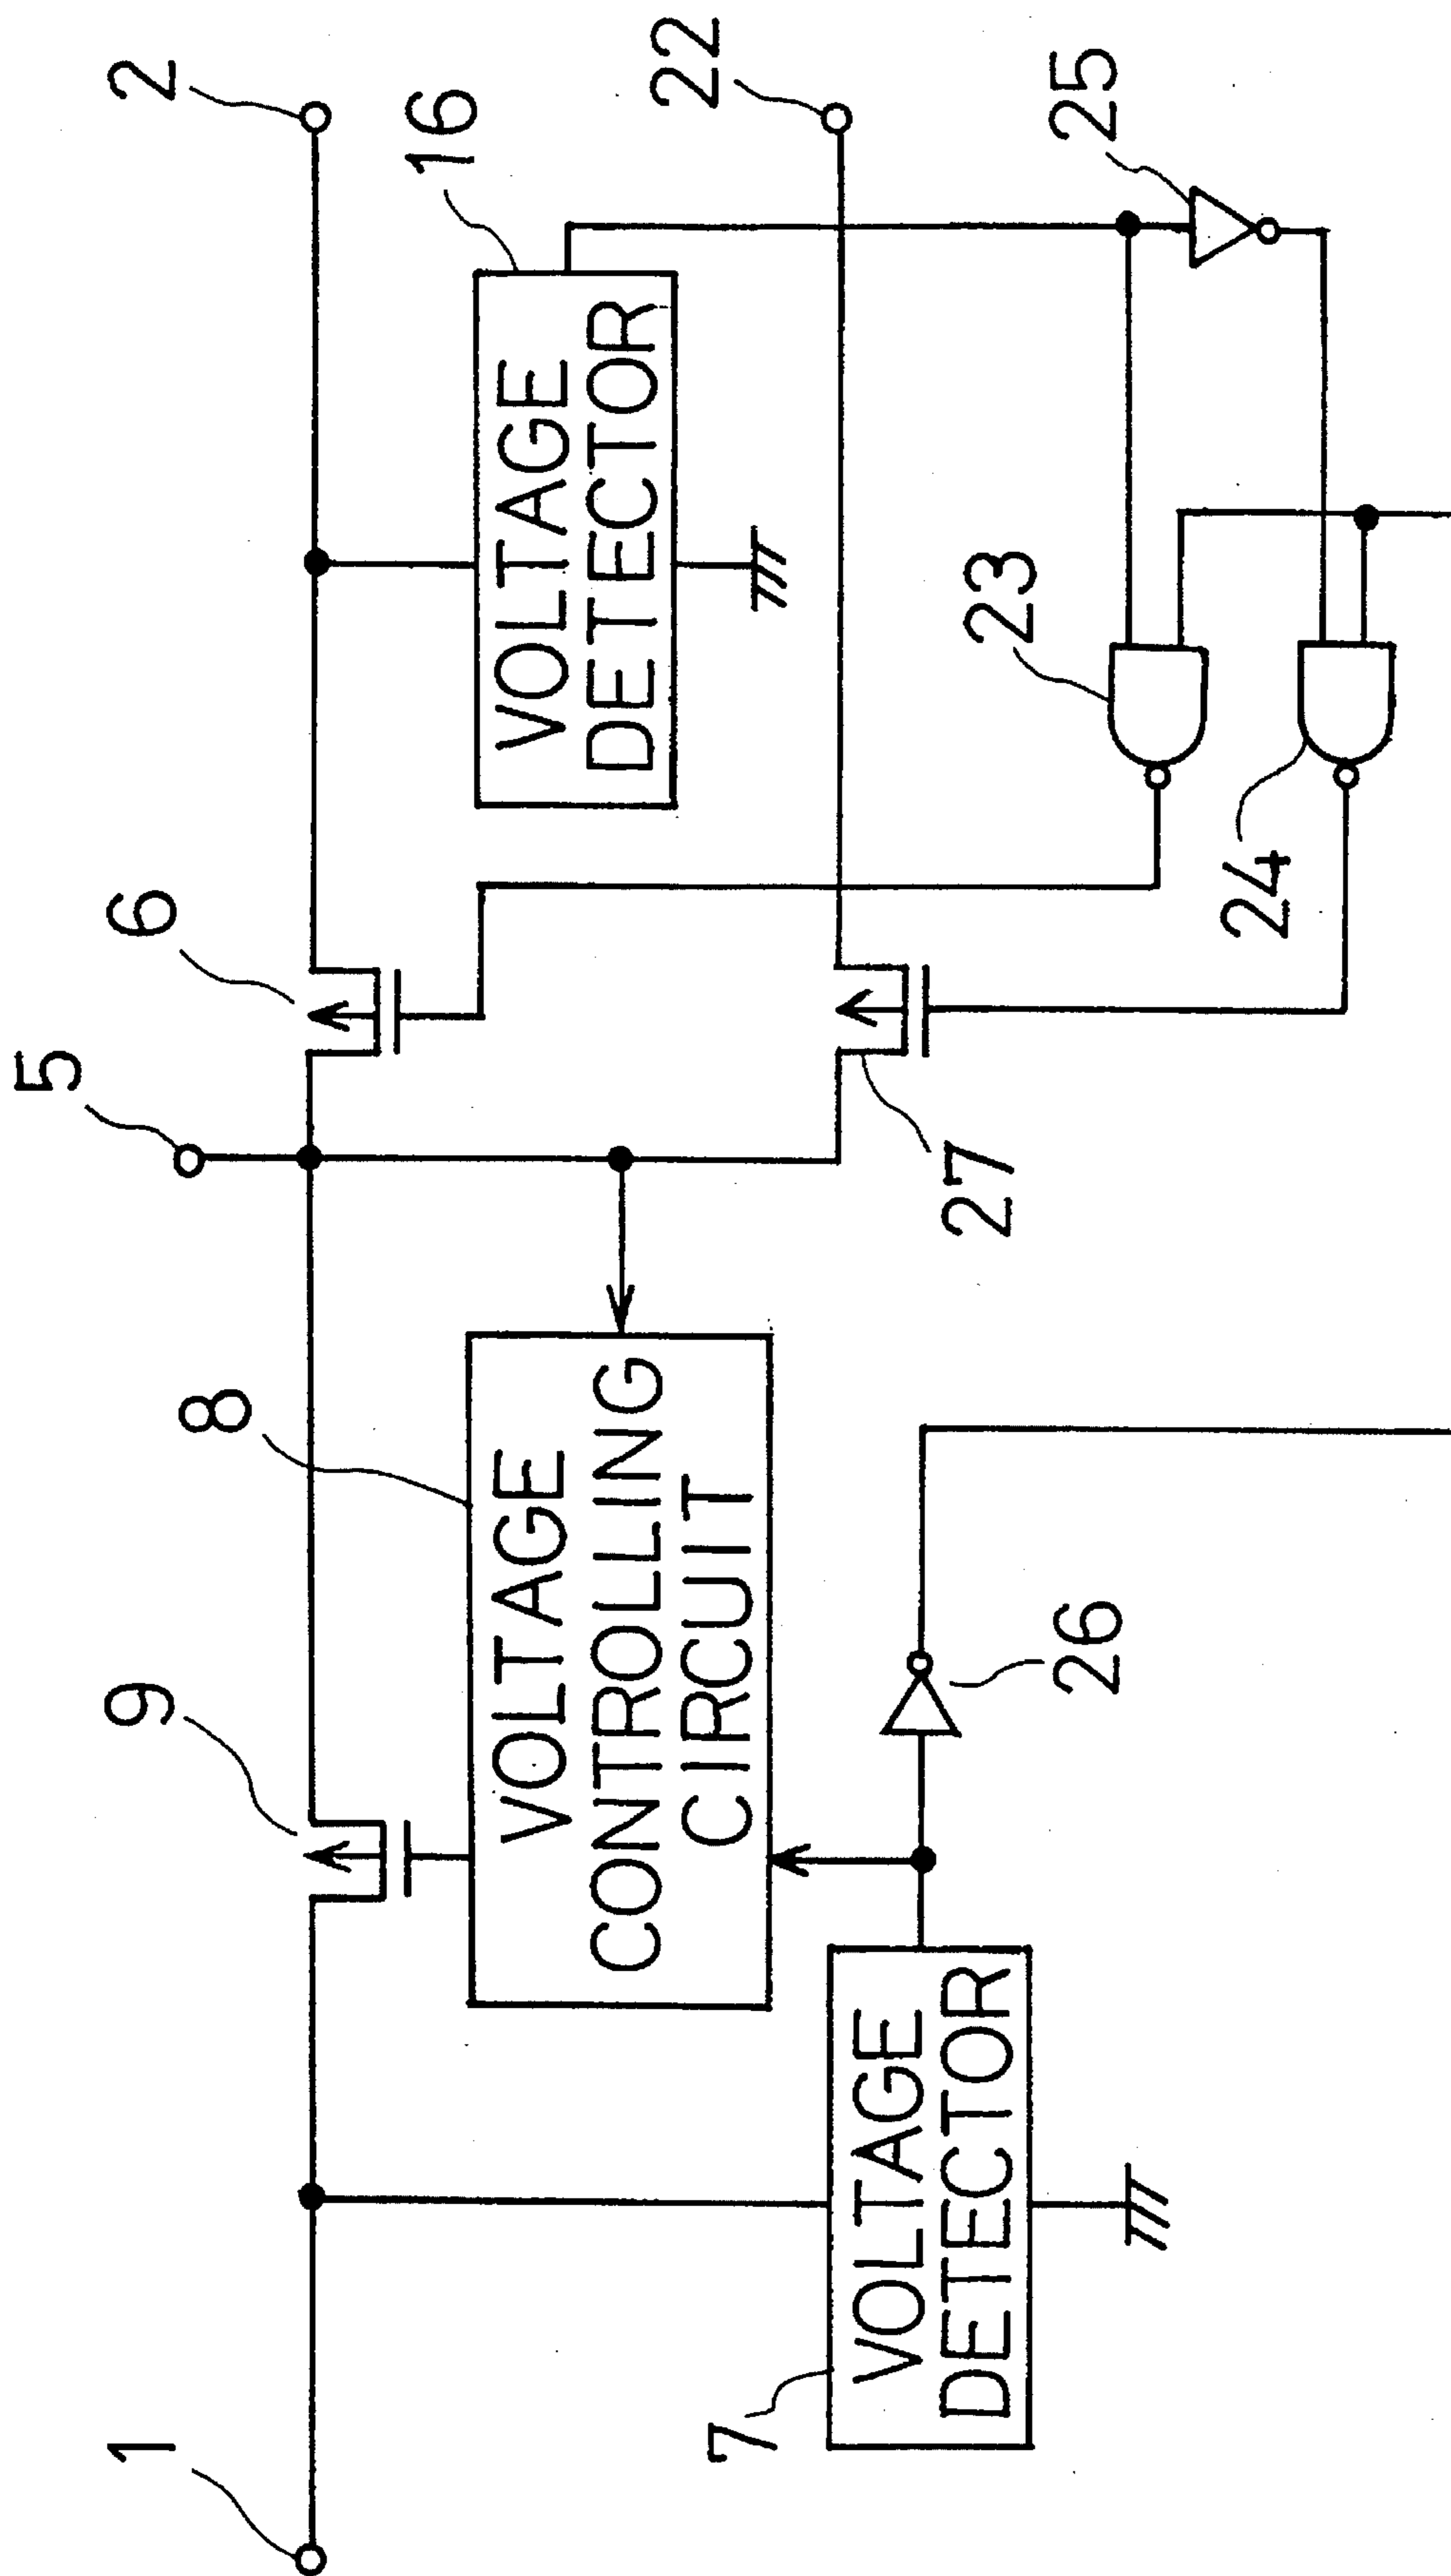 5
1
9
6
2
8
16
VOLTAGE
CONTROLLING
CIRCUIT
VOLTAGE
DETECTOR
22
7
VOLTAGE
DETECTOR
27
23
26
25
24